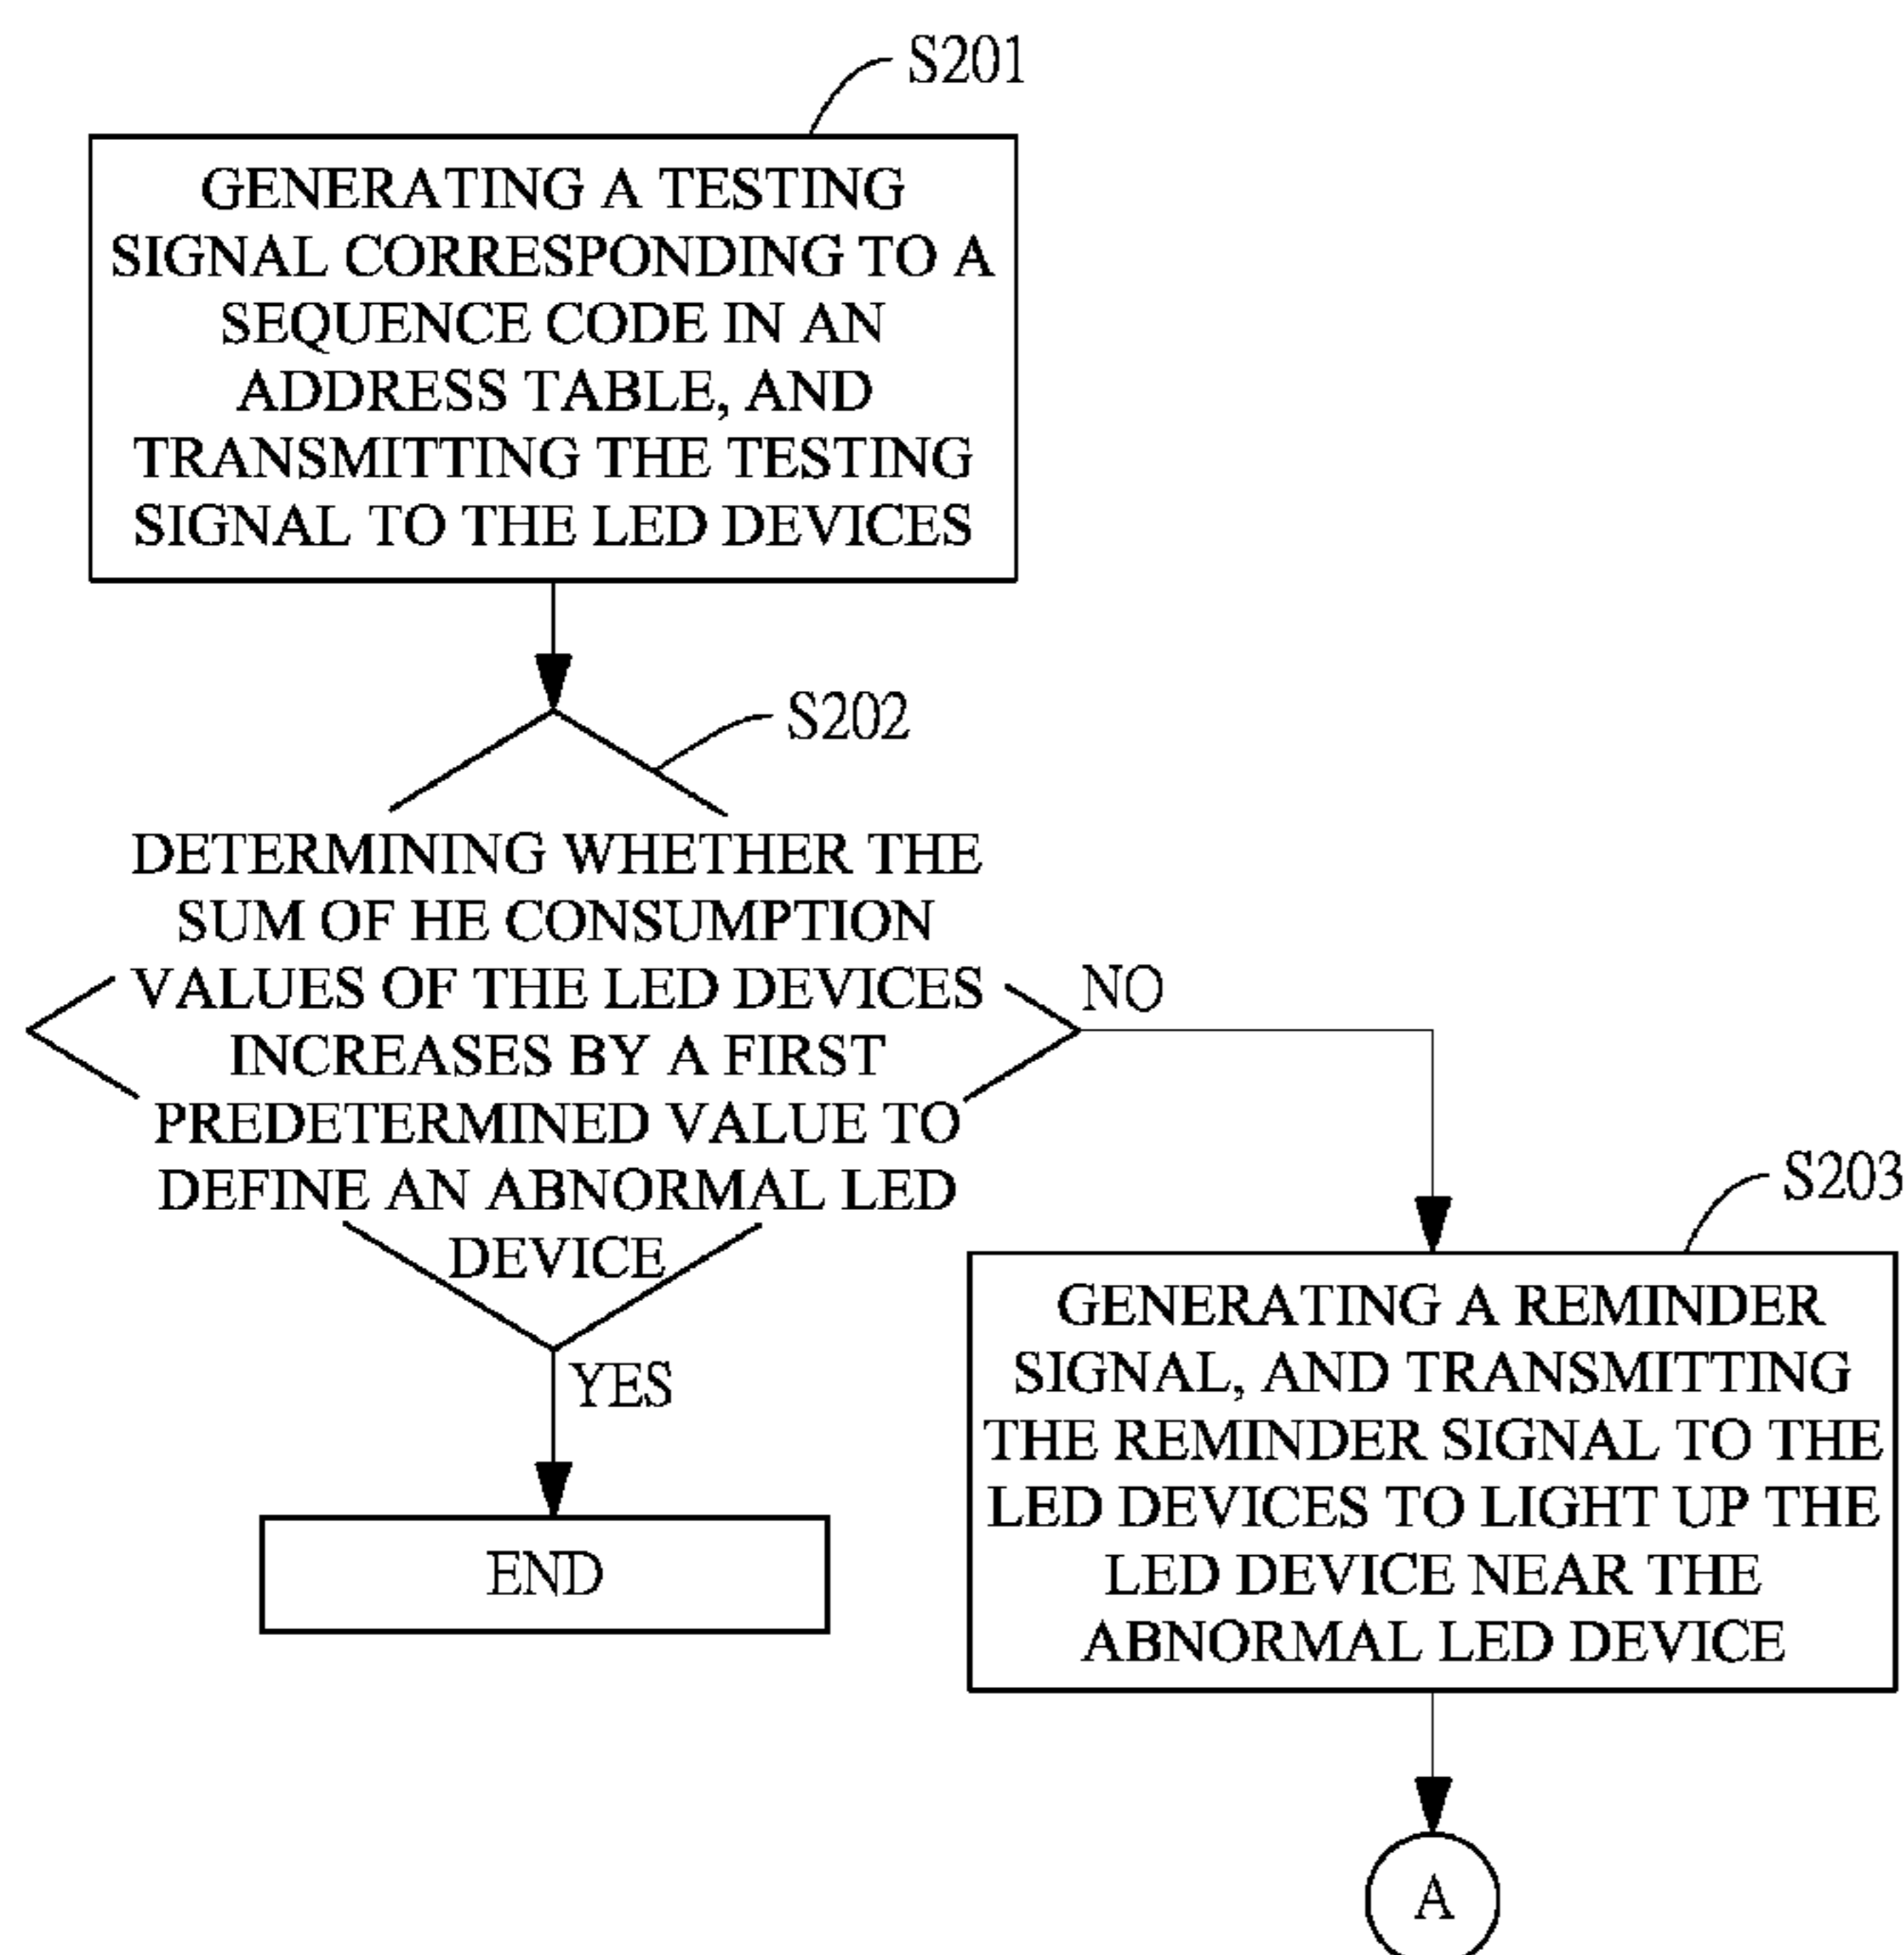 S201
GENERATING A TESTING
SIGNAL CORRESPONDING TO A
SEQUENCE CODE IN AN
ADDRESS TABLE, AND
TRANSMITTING THE TESTING
SIGNAL TO THE LED DEVICES
S202
DETERMINING WHETHER THE
SUM OF HE CONSUMPTION
VALUES OF THE LED DEVICES
INCREASES BY A FIRST
PREDETERMINED VALUE TO
DEFINE AN ABNORMAL LED
DEVICE
NO
YES
END
S203
GENERATING A REMINDER
SIGNAL, AND TRANSMITTING
THE REMINDER SIGNAL TO THE
LED DEVICES TO LIGHT UP THE
LED DEVICE NEAR THE
ABNORMAL LED DEVICE
A